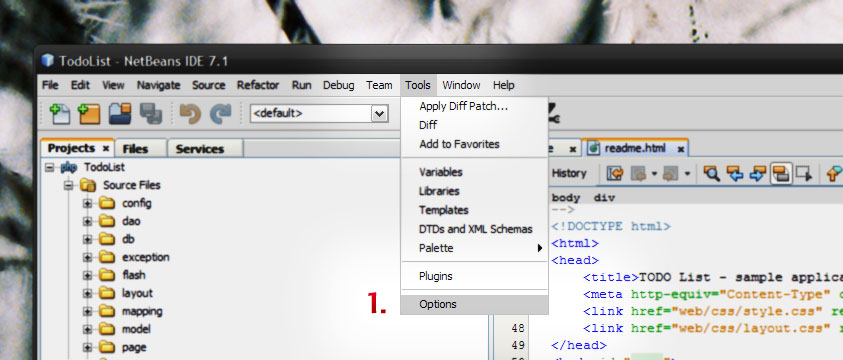 TodoList - NetBeans IDE 7.1
File Edit View Navigate Source Refactor Run Debug Team Tools Window Help
<default>
Apply Diff Patch...
Diff
Add to Favorites
Variables
Libraries
Templates
DTDs and XML Schemas
Palette
Plugins
1. Options
Projects Files Services
TodoList
Source Files
config
dao
db
exception
flash
layout
mapping
model
page
readme.html
History
body div
-->
<!DOCTYPE html>
<html>
<head>
<title>TODO List - sample applica
<meta http-equiv="Content-Type"
<link href="web/css/style.css" re
48 <link href="web/css/layout.css"
49 </head>